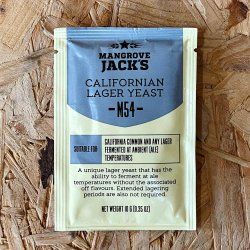 MANGROVE
JACK'S
CALIFORNIAN
LAGER YEAST
M54
SUITABLE FOR:
CALIFORNIA COMMON AND ANY LAGER
FERMENTED AT AMBIENT (ALE)
TEMPERATURES
A unique lager yeast that has the
ability to ferment at ale
temperatures without the associated
off flavours. Extended lagering
periods are also not required.
NET WEIGHT 10 G (0.35 OZ)